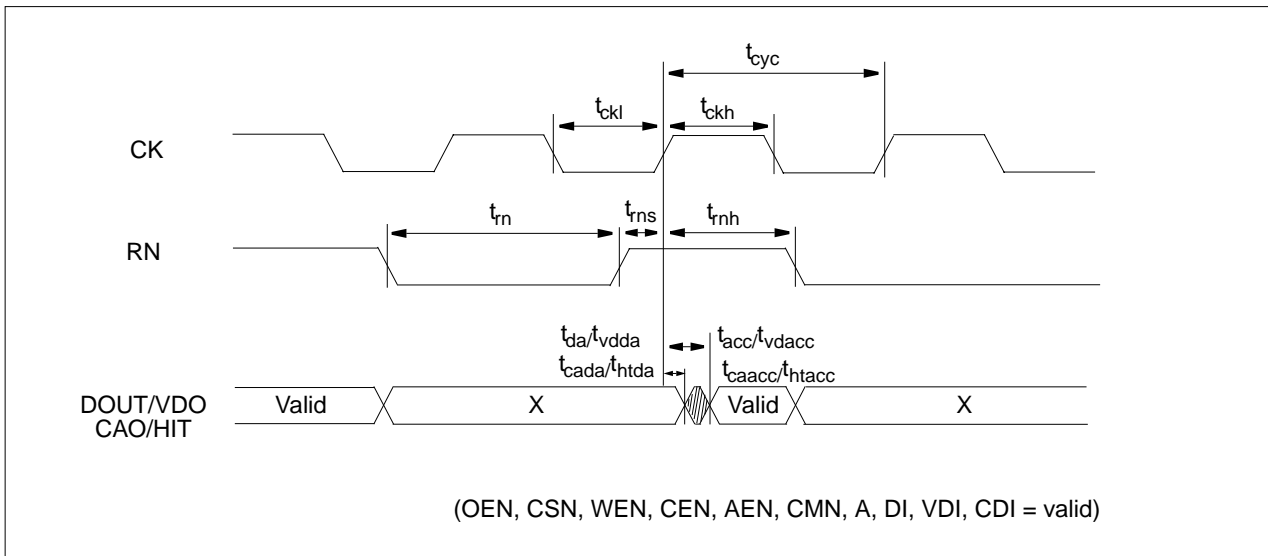 tcyc
tckl tckh
CK
trn trns trnh
RN
tda/tvdda tacc/tvdacc
tcada/thtda tcaacc/thtacc
DOUT/VDO Valid X Valid X
CAO/HIT
(OEN, CSN, WEN, CEN, AEN, CMN, A, DI, VDI, CDI = valid)